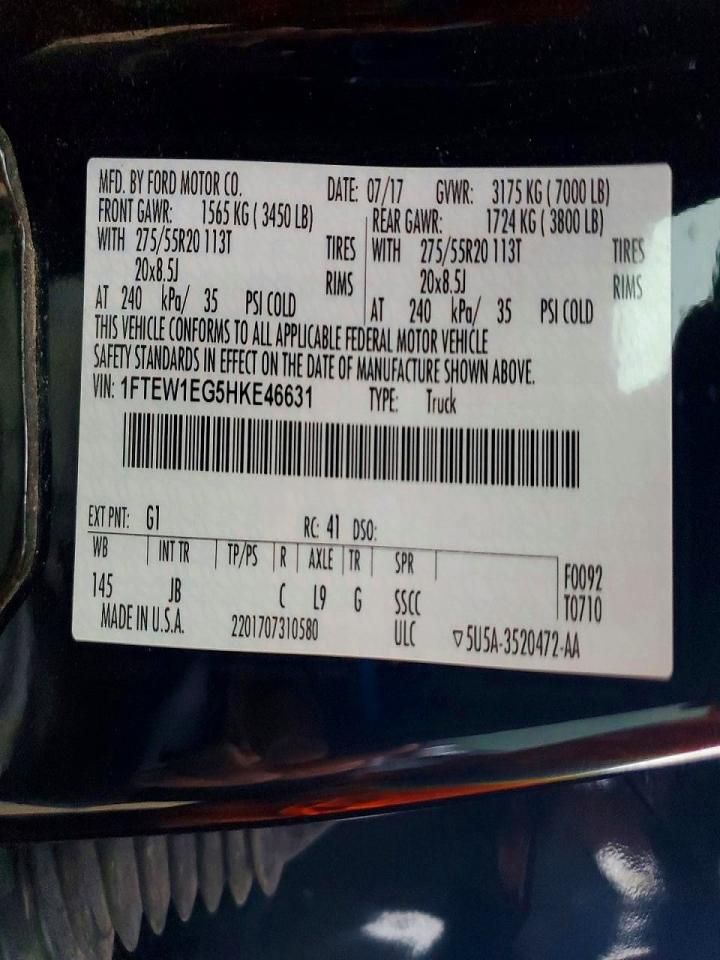 MFD. BY FORD MOTOR CO. DATE: 07/17 GVWR: 3175 KG ( 7000 LB)
FRONT GAWR: 1565 KG ( 3450 LB) REAR GAWR: 1724 KG ( 3800 LB)
WITH 275/55R20 113T TIRES WITH 275/55R20 113T TIRES
20x8.5J RIMS 20x8.5J RIMS
AT 240 kPa/ 35 PSI COLD AT 240 kPa/ 35 PSI COLD
THIS VEHICLE CONFORMS TO ALL APPLICABLE FEDERAL MOTOR VEHICLE
SAFETY STANDARDS IN EFFECT ON THE DATE OF MANUFACTURE SHOWN ABOVE.
VIN: 1FTEW1EG5HKE46631 TYPE: Truck
EXT PNT: G1 RC: 41 DSO:
WB INT TR TP/PS R AXLE TR SPR F0092
145 JB C L9 G SSCC T0710
MADE IN U.S.A. 2201707310580 ULC ▽5U5A-3520472-AA